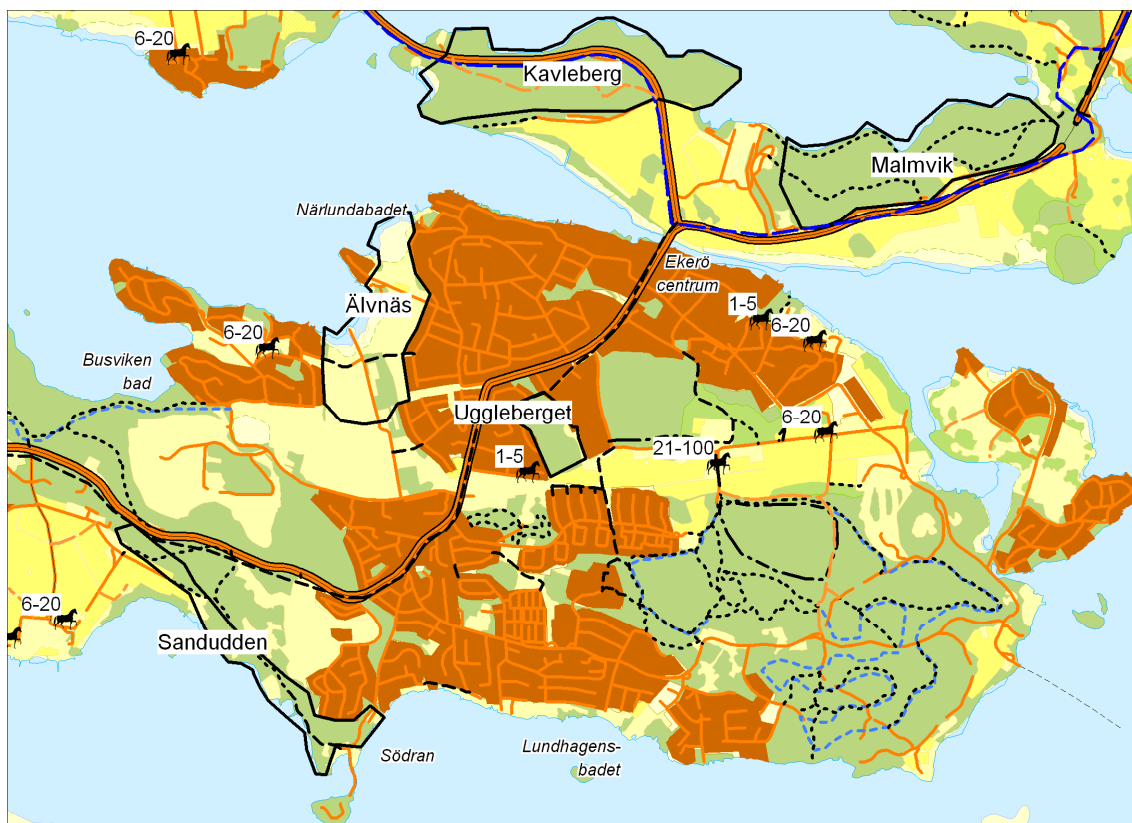 6-20
Kavleberg
Malmvik
Närlundabadet
Ekerö
centrum
Älvnäs
1-5
6-20
6-20
Busviken
bad
Uggleberget
6-20
1-5
21-100
6-20
Sandudden
Södran
Lundhagens-
badet